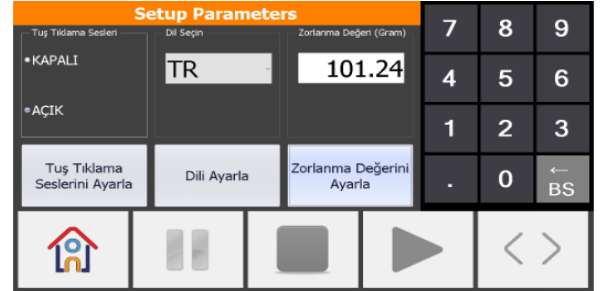 Setup Parameters
Tuş Tıklama Sesleri
KAPALI
AÇIK
Dil Seçin
TR
Zorlanma Değeri (Gram)
101.24
Tuş Tıklama
Seslerini Ayarla
Dili Ayarla
Zorlanma Değerini
Ayarla
7 8 9
4 5 6
1 2 3
. 0 ←
BS